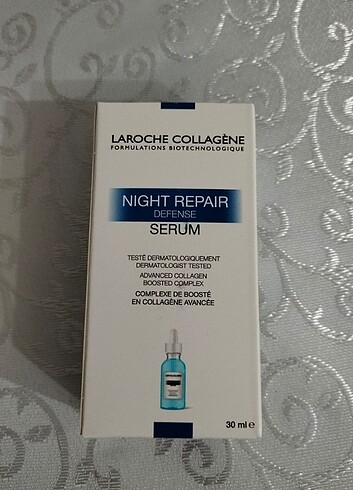 LAROCHE COLLAGÈNE
FORMULATIONS BIOTECHNOLOGIQUE
NIGHT REPAIR
DEFENSE
SERUM
TESTÉ DERMATOLOGIQUEMENT
DERMATOLOGIST TESTED
ADVANCED COLLAGEN
BOOSTED COMPLEX
COMPLEXE DE BOOSTÉ
EN COLLAGÈNE AVANCÉE
30 ml ℮